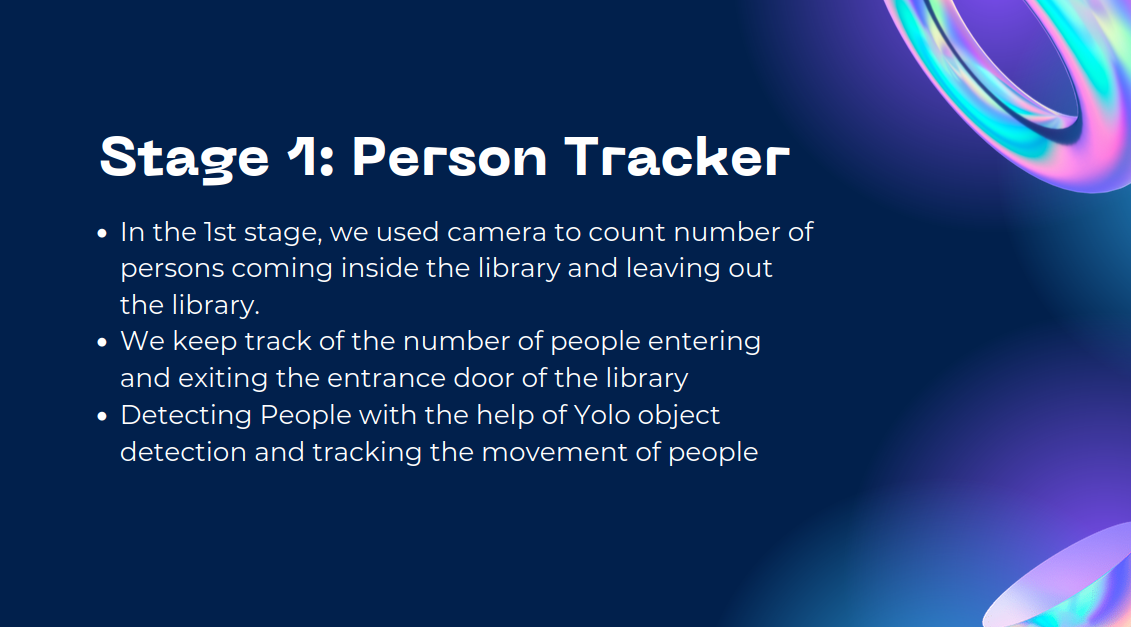 Stage 1: Person Tracker
• In the 1st stage, we used camera to count number of
persons coming inside the library and leaving out
the library.
• We keep track of the number of people entering
and exiting the entrance door of the library
• Detecting People with the help of Yolo object
detection and tracking the movement of people